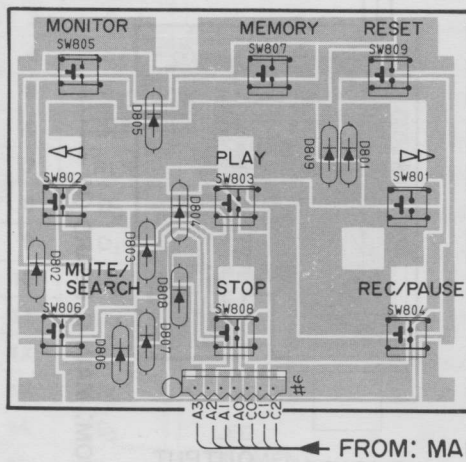 MONITOR MEMORY RESET
SW805 SW807 SW809
D805
D809 D801
PLAY
SW802 SW803 SW801
D804
D803
D802
MUTE/ STOP REC/PAUSE
SEARCH
D808
SW806 SW808 SW804
D806 D807
#6
A3 A2 A1 A0 C0 C1 C2
FROM: MA